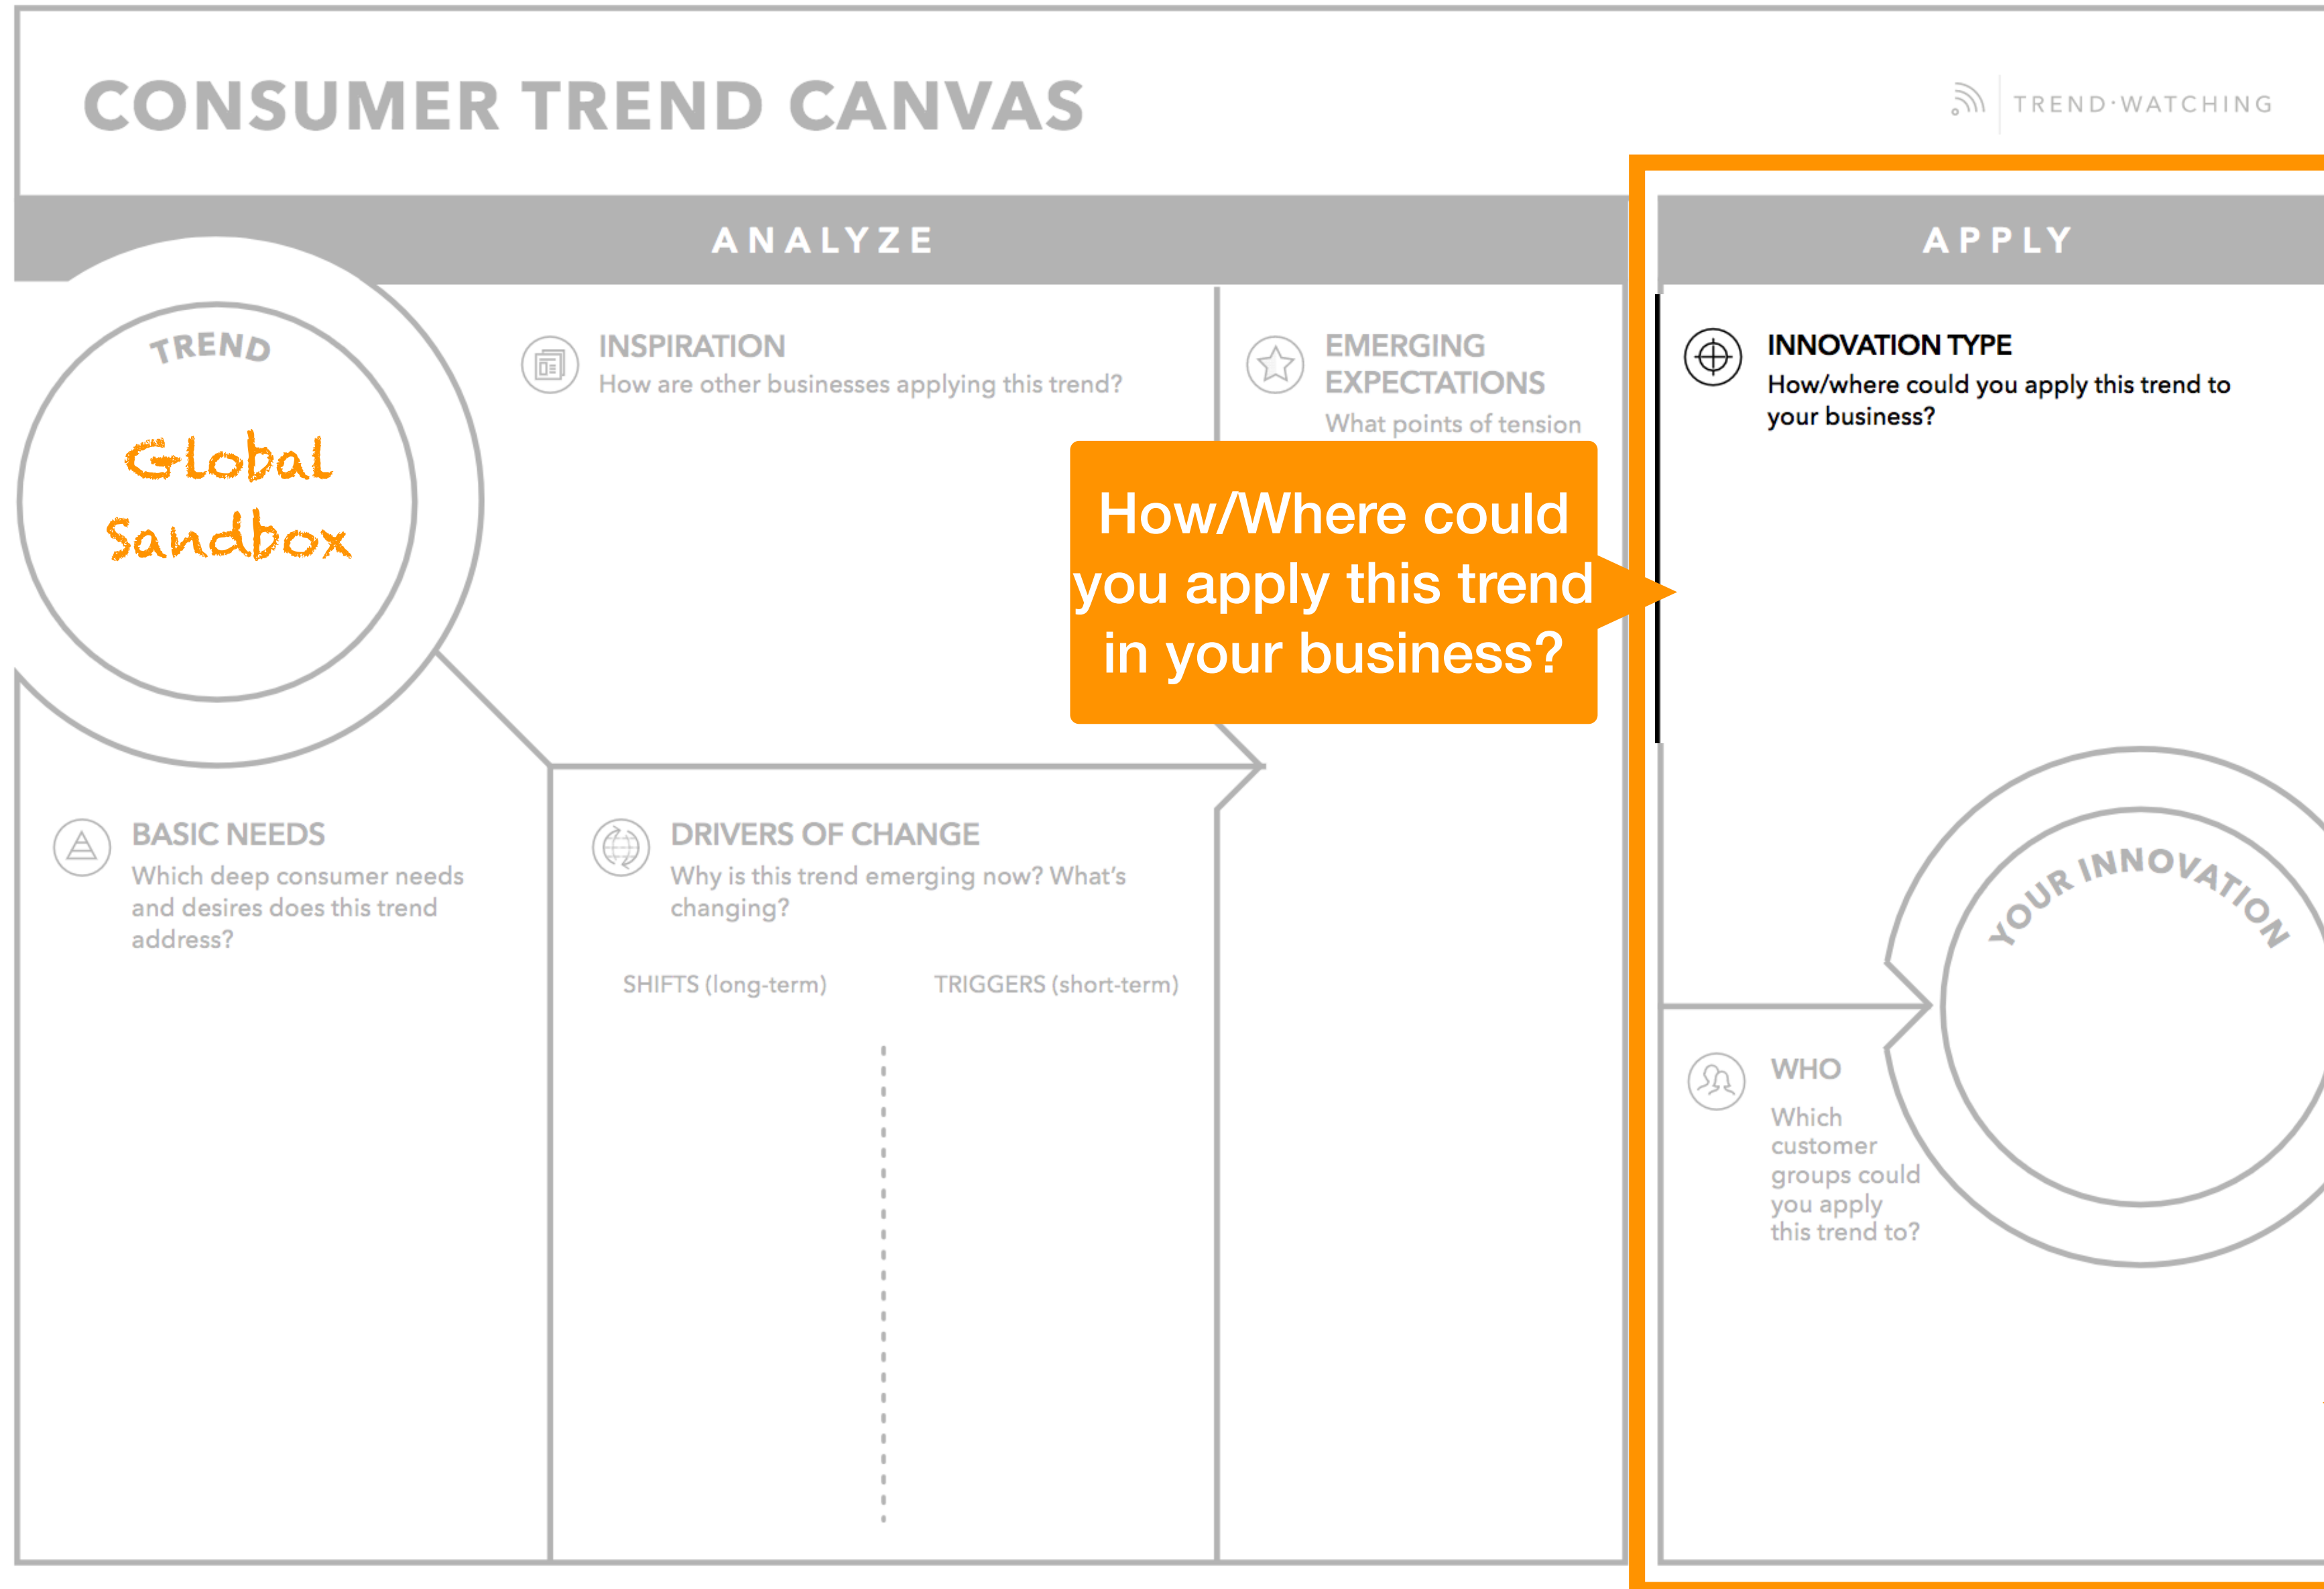 CONSUMER TREND CANVAS
TREND·WATCHING
ANALYZE
APPLY
TREND
Global
Sandbox
INSPIRATION
How are other businesses applying this trend?
EMERGING
EXPECTATIONS
What points of tension
How/Where could
you apply this trend
in your business?
INNOVATION TYPE
How/where could you apply this trend to
your business?
BASIC NEEDS
Which deep consumer needs
and desires does this trend
address?
DRIVERS OF CHANGE
Why is this trend emerging now? What's
changing?
SHIFTS (long-term)
TRIGGERS (short-term)
YOUR INNOVATION
WHO
Which
customer
groups could
you apply
this trend to?